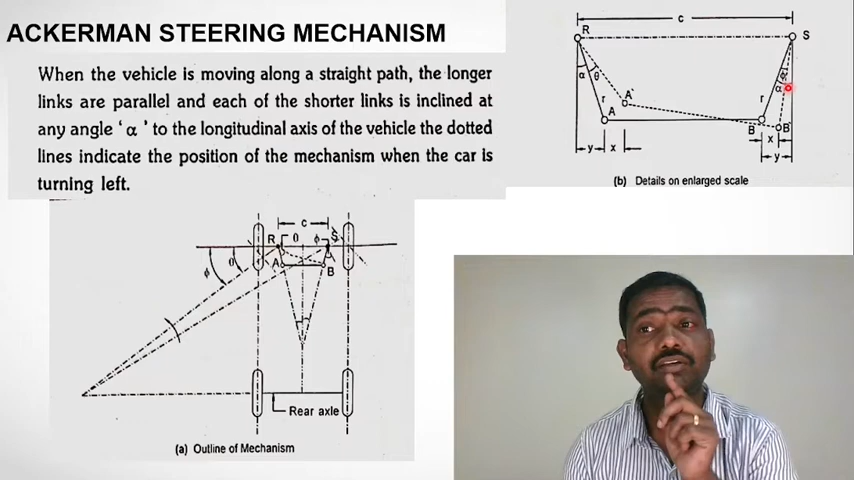 ACKERMAN STEERING MECHANISM
When the vehicle is moving along a straight path, the longer
links are parallel and each of the shorter links is inclined at
any angle ‘α’ to the longitudinal axis of the vehicle the dotted
lines indicate the position of the mechanism when the car is
turning left.
c
R
S
α
θ
ϕ
α
r
A'
r
A
B
B'
y
x
x
y
(b) Details on enlarged scale
c
R
θ
ϕ
S
A
B
ϕ
θ
Rear axle
(a) Outline of Mechanism